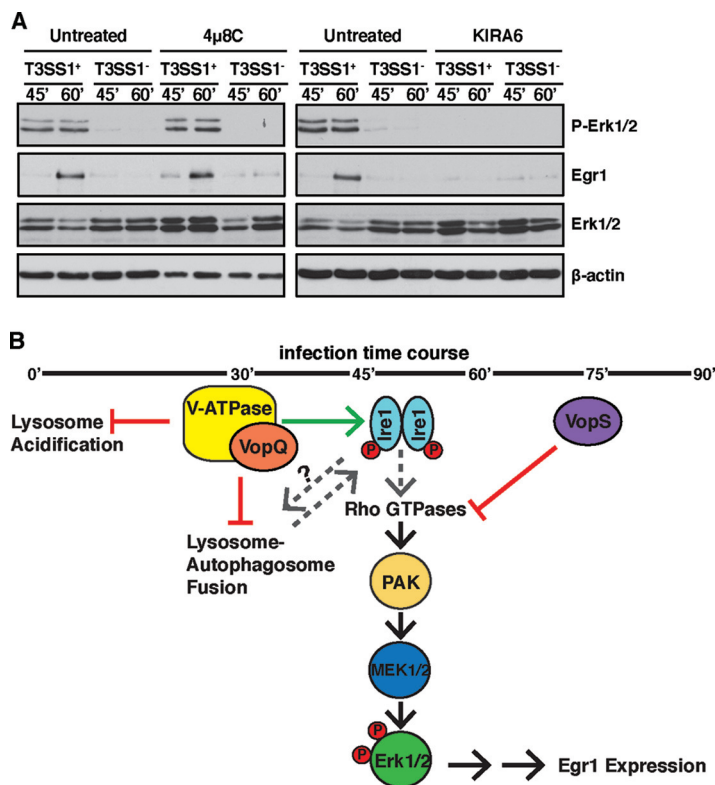 A
Untreated 4µ8C Untreated KIRA6
T3SS1+ T3SS1- T3SS1+ T3SS1- T3SS1+ T3SS1- T3SS1+ T3SS1-
45' 60' 45' 60' 45' 60' 45' 60' 45' 60' 45' 60' 45' 60' 45' 60'
P-Erk1/2
Egr1
Erk1/2
β-actin
B
infection time course
0' 30' 45' 60' 75' 90'
Lysosome
Acidification
V-ATPase
VopQ
Ire1 Ire1
P P
VopS
?
Rho GTPases
Lysosome-
Autophagosome
Fusion
PAK
MEK1/2
P
P
Erk1/2
Egr1 Expression